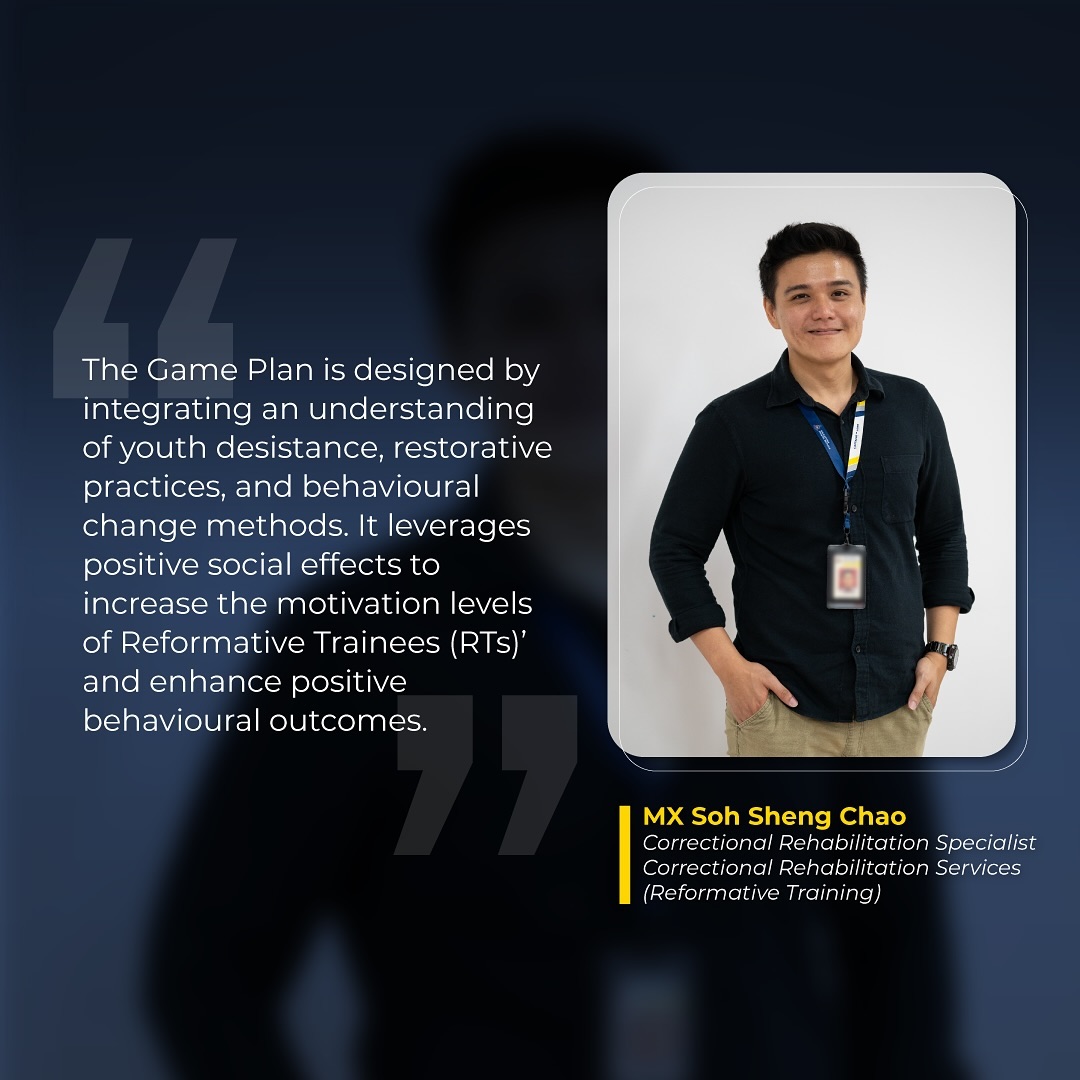 The Game Plan is designed by
integrating an understanding
of youth desistance, restorative
practices, and behavioural
change methods. It leverages
positive social effects to
increase the motivation levels
of Reformative Trainees (RTs)’
and enhance positive
behavioural outcomes.
MX Soh Sheng Chao
Correctional Rehabilitation Specialist
Correctional Rehabilitation Services
(Reformative Training)